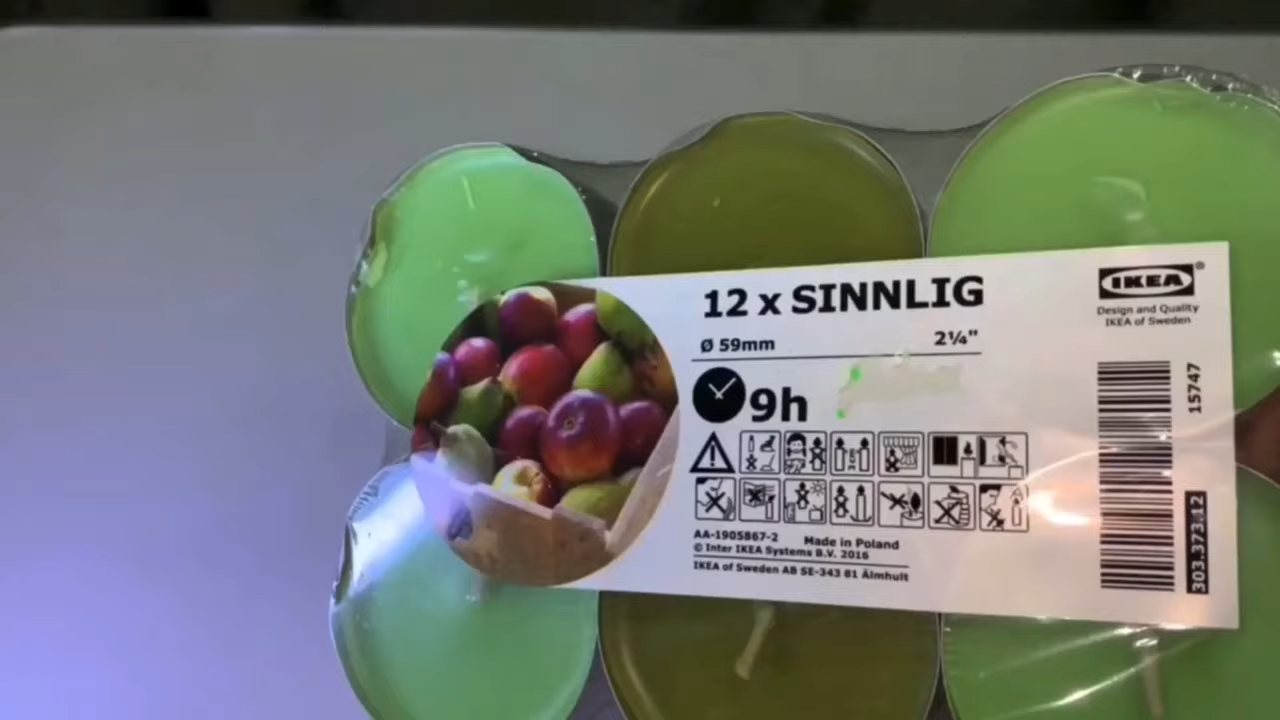 12 x SINNLIG
Ø 59mm 2¼"
9h
AA-1905867-2 Made in Poland
© Inter IKEA Systems B.V. 2016
IKEA of Sweden AB SE-343 81 Älmhult
IKEA®
Design and Quality
IKEA of Sweden
15747
303.373.12